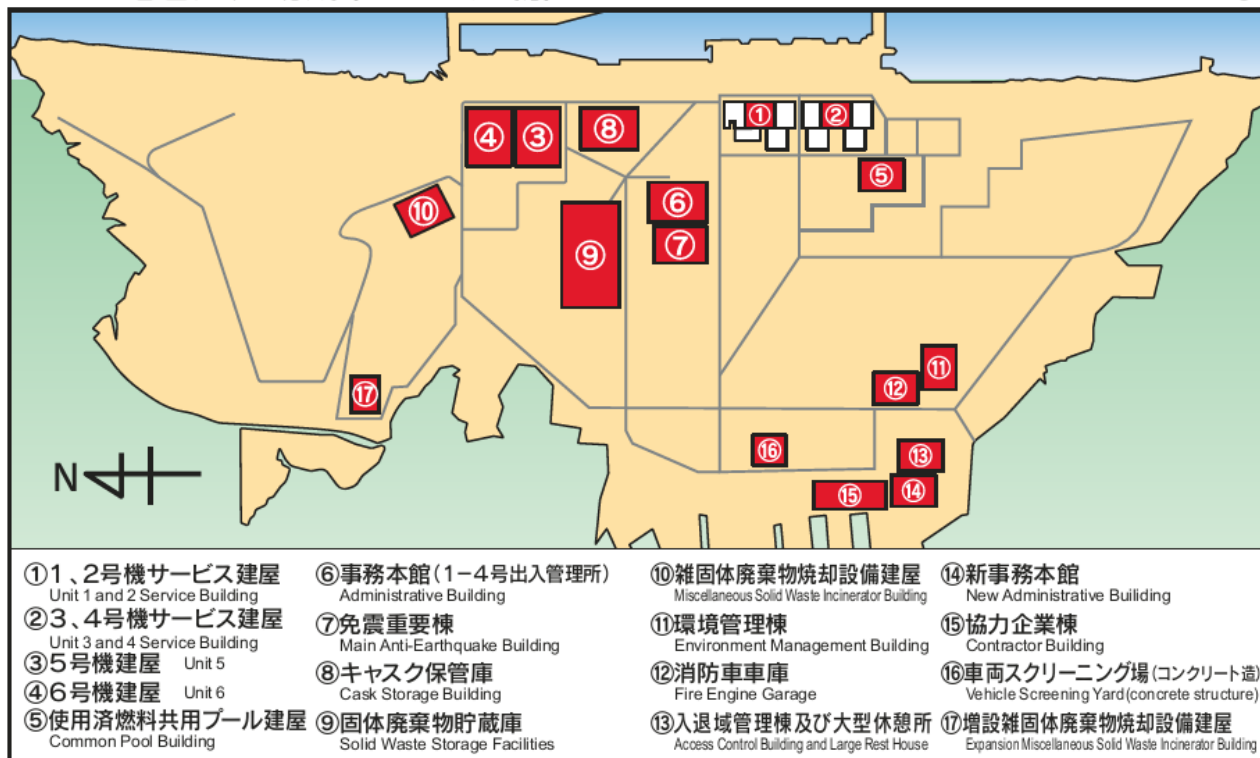 ④
③
⑧
①
②
⑤
⑩
⑥
⑨
⑦
⑪
⑰
⑫
⑯
⑬
N
⑮
⑭
①1、2号機サービス建屋
Unit 1 and 2 Service Building
②3、4号機サービス建屋
Unit 3 and 4 Service Building
③5号機建屋 Unit 5
④6号機建屋 Unit 6
⑤使用済燃料共用プール建屋
Common Pool Building
⑥事務本館(1−4号出入管理所)
Administrative Building
⑦免震重要棟
Main Anti-Earthquake Building
⑧キャスク保管庫
Cask Storage Building
⑨固体廃棄物貯蔵庫
Solid Waste Storage Facilities
⑩雑固体廃棄物焼却設備建屋
Miscellaneous Solid Waste Incinerator Building
⑪環境管理棟
Environment Management Building
⑫消防車車庫
Fire Engine Garage
⑬入退域管理棟及び大型休憩所
Access Control Building and Large Rest House
⑭新事務本館
New Administrative Builiding
⑮協力企業棟
Contractor Building
⑯車両スクリーニング場(コンクリート造)
Vehicle Screening Yard(concrete structure)
⑰増設雑固体廃棄物焼却設備建屋
Expansion Miscellaneous Solid Waste Incinerator Building